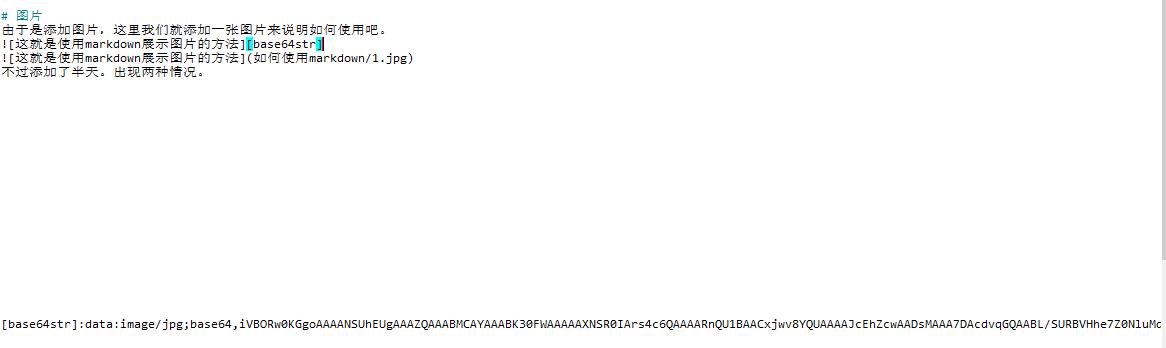 # 图片
由于是添加图片，这里我们就添加一张图片来说明如何使用吧。
![这就是使用markdown展示图片的方法][base64str]
![这就是使用markdown展示图片的方法](如何使用markdown/1.jpg)
不过添加了半天。出现两种情况。
[base64str]:data:image/jpg;base64,iVBORw0KGgoAAAANSUhEUgAAAZQAAABMCAYAAABK30FWAAAAAXNSR0IArs4c6QAAAARnQU1BAACxjwv8YQUAAAAJcEhZcwAADsMAAA7DAcdvqGQAABL/SURBVHhe7Z0NluMd